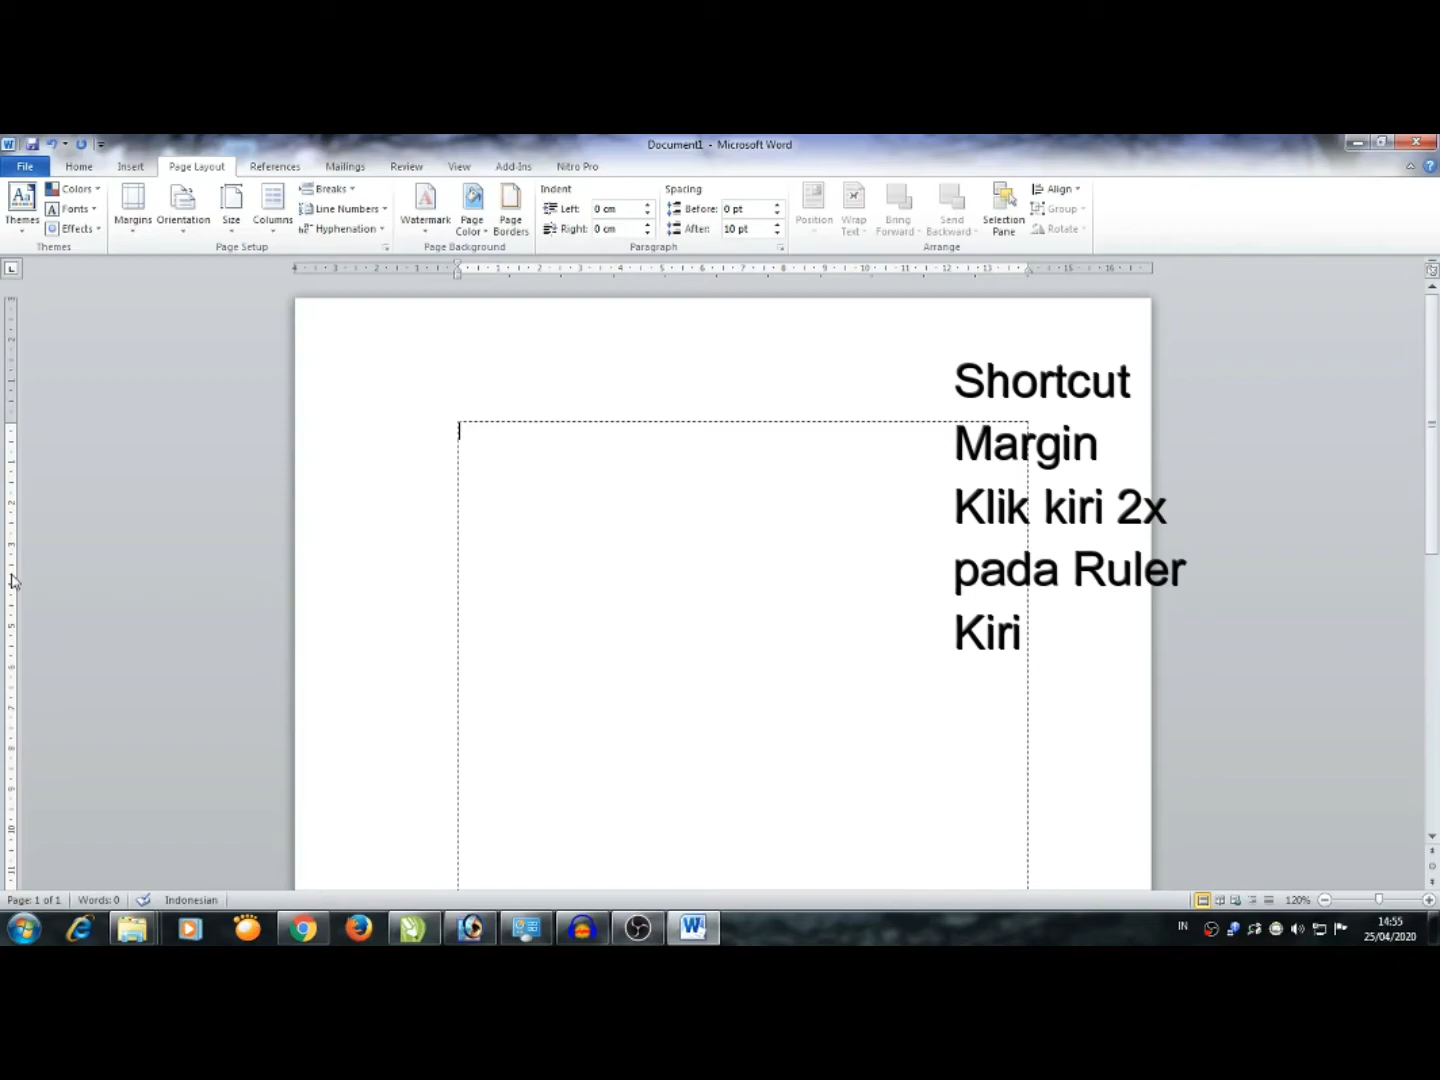 Document1 - Microsoft Word
File Home Insert Page Layout References Mailings Review View Add-Ins Nitro Pro
Themes Colors Fonts Effects
Margins Orientation Size Columns Breaks Line Numbers Hyphenation
Watermark Page Color Page Borders
Indent Left: 0 cm Right: 0 cm
Spacing Before: 0 pt After: 10 pt
Position Wrap Text Bring Forward Send Backward Selection Pane Align Group Rotate
Themes Page Setup Page Background Paragraph Arrange
Shortcut
Margin
Klik kiri 2x
pada Ruler
Kiri
Page: 1 of 1 Words: 0 Indonesian 120%
IN 14:55
25/04/2020